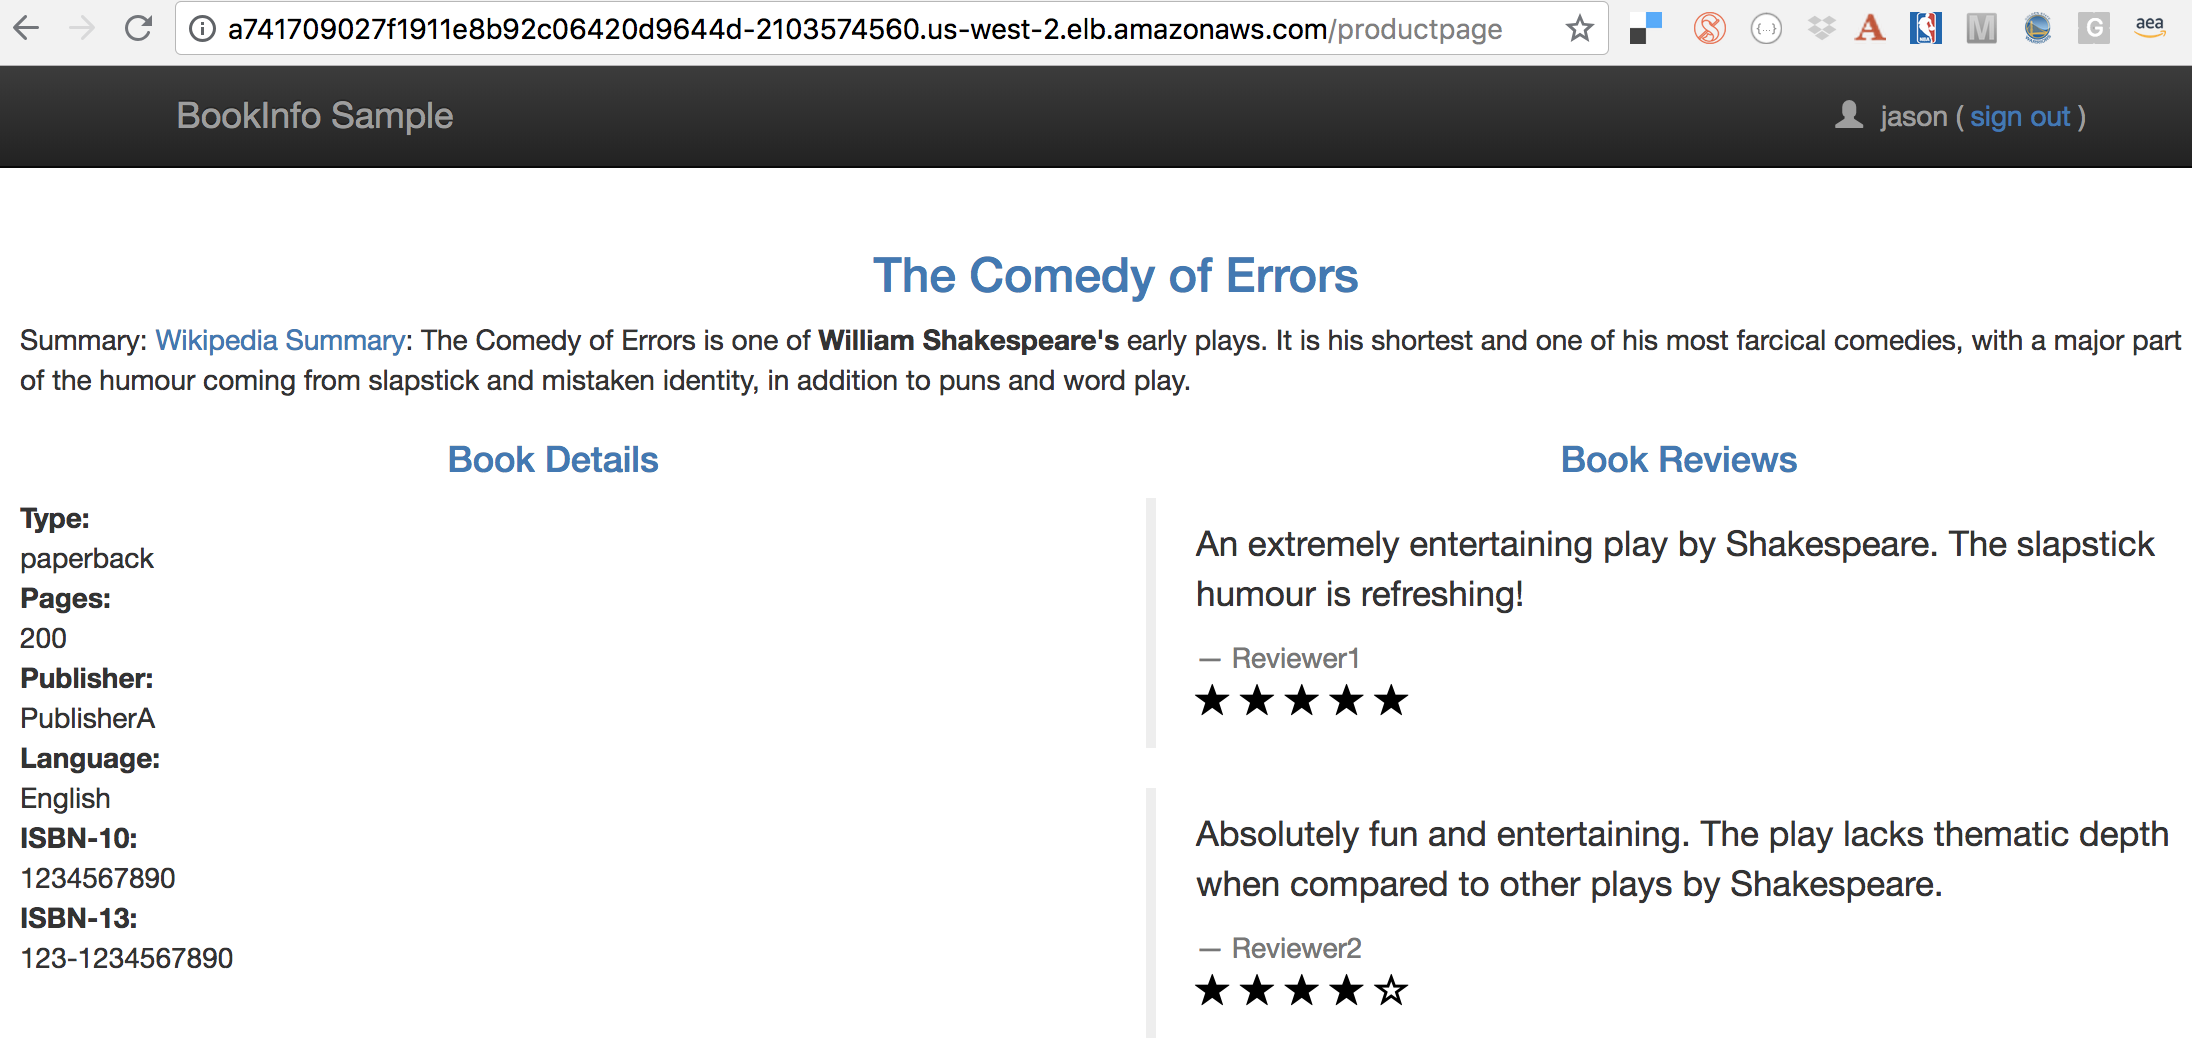 a741709027f1911e8b92c06420d9644d-2103574560.us-west-2.elb.amazonaws.com/productpage
{...} A NBA M G aea
BookInfo Sample
jason ( sign out )
The Comedy of Errors
Summary: Wikipedia Summary: The Comedy of Errors is one of William Shakespeare's early plays. It is his shortest and one of his most farcical comedies, with a major part
of the humour coming from slapstick and mistaken identity, in addition to puns and word play.
Book Details
Type:
paperback
Pages:
200
Publisher:
PublisherA
Language:
English
ISBN-10:
1234567890
ISBN-13:
123-1234567890
Book Reviews
An extremely entertaining play by Shakespeare. The slapstick
humour is refreshing!
— Reviewer1
★ ★ ★ ★ ★
Absolutely fun and entertaining. The play lacks thematic depth
when compared to other plays by Shakespeare.
— Reviewer2
★ ★ ★ ★ ☆